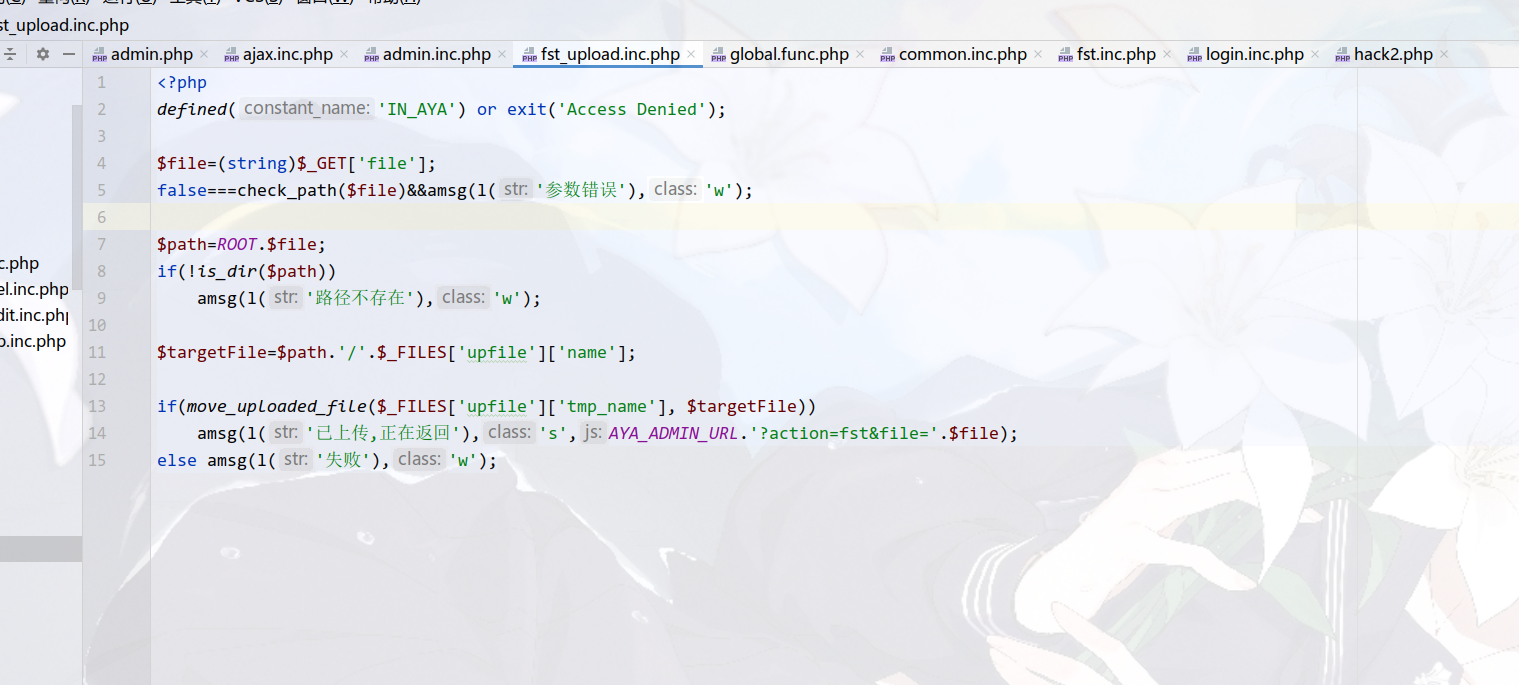 st_upload.inc.php
admin.php ajax.inc.php admin.inc.php fst_upload.inc.php global.func.php common.inc.php fst.inc.php login.inc.php hack2.php
c.php
el.inc.php
dit.inc.php
p.inc.php
1 <?php
2 defined( constant_name: 'IN_AYA') or exit('Access Denied');
3
4 $file=(string)$_GET['file'];
5 false===check_path($file)&&amsg(l( str: '参数错误'), class: 'w');
6
7 $path=ROOT.$file;
8 if(!is_dir($path))
9 amsg(l( str: '路径不存在'), class: 'w');
10
11 $targetFile=$path.'/'.$_FILES['upfile']['name'];
12
13 if(move_uploaded_file($_FILES['upfile']['tmp_name'], $targetFile))
14 amsg(l( str: '已上传,正在返回'), class: 's', js: AYA_ADMIN_URL.'?action=fst&file='.$file);
15 else amsg(l( str: '失败'), class: 'w');